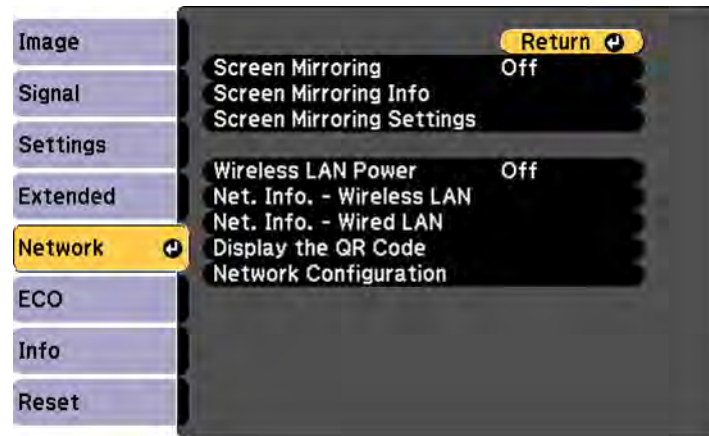 Image
Signal
Settings
Extended
Network
ECO
Info
Reset
Return
Screen Mirroring Off
Screen Mirroring Info
Screen Mirroring Settings
Wireless LAN Power Off
Net. Info. - Wireless LAN
Net. Info. - Wired LAN
Display the QR Code
Network Configuration